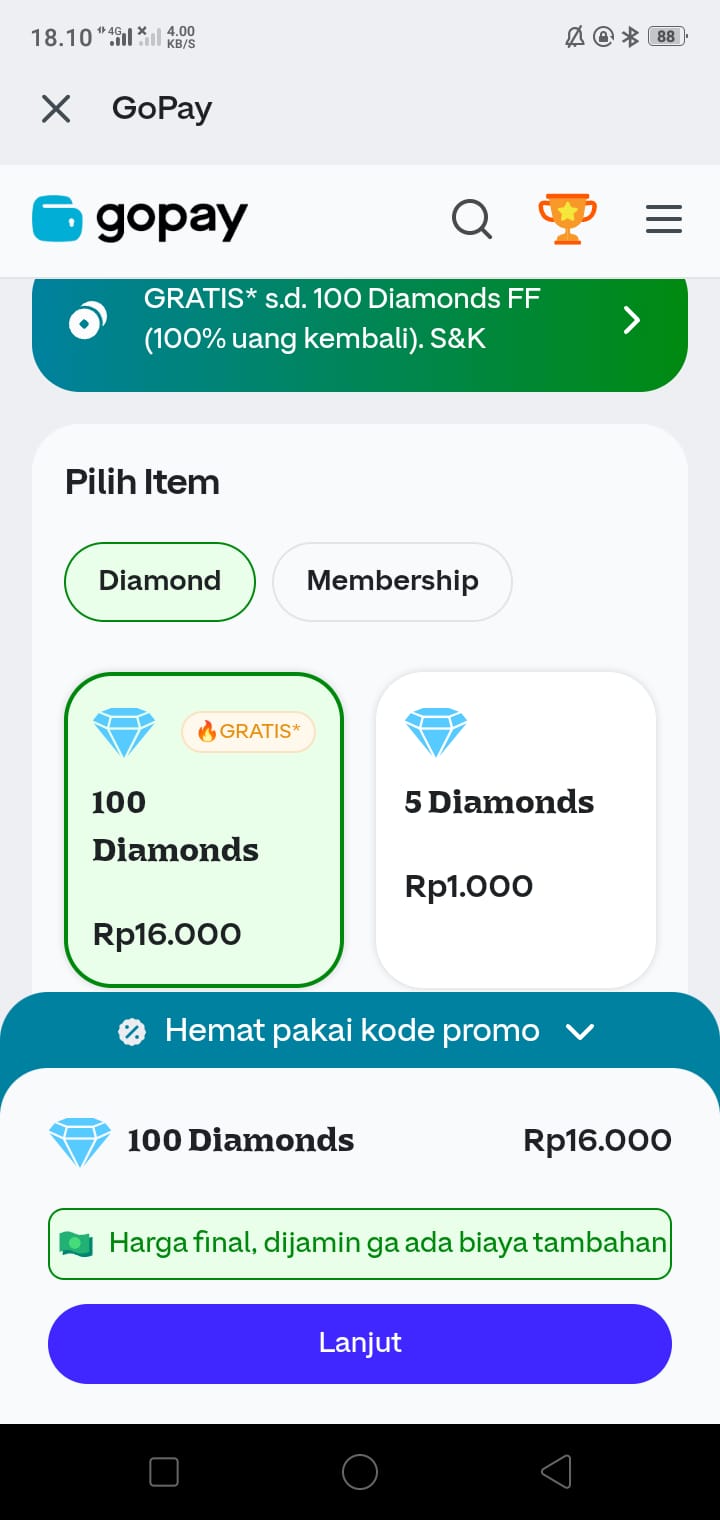 18.10 4G 4.00 KB/S 88
GoPay
gopay
GRATIS* s.d. 100 Diamonds FF
(100% uang kembali). S&K
Pilih Item
Diamond
Membership
GRATIS*
100
Diamonds
Rp16.000
5 Diamonds
Rp1.000
Hemat pakai kode promo
100 Diamonds
Rp16.000
Harga final, dijamin ga ada biaya tambahan
Lanjut